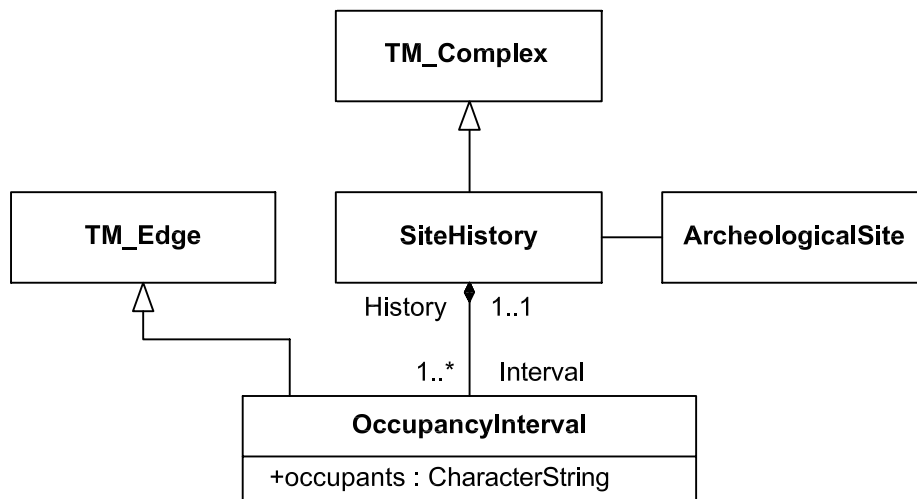 TM_Complex
TM_Edge
SiteHistory
ArcheologicalSite
History 1..1
1..* Interval
OccupancyInterval
+occupants : CharacterString